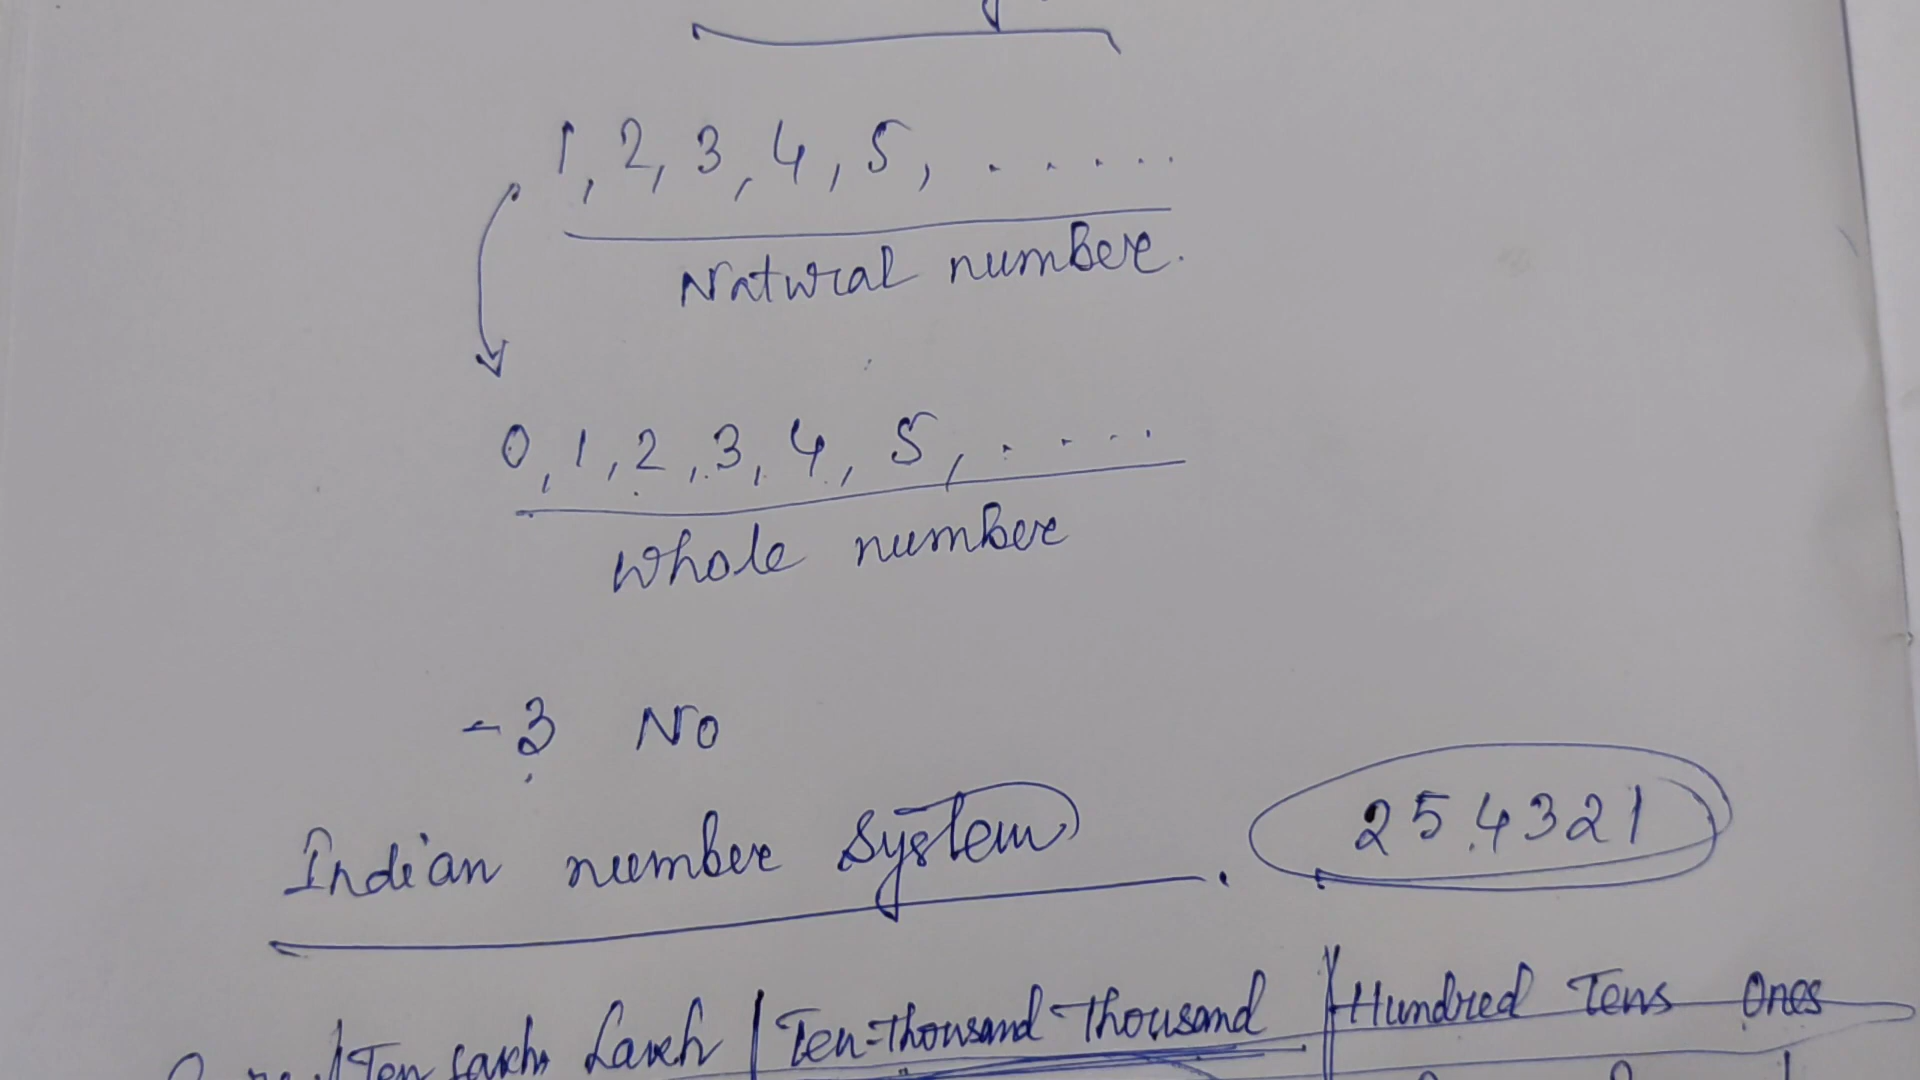 1, 2, 3, 4, 5, . . . . .
Natural number.
0, 1, 2, 3, 4, 5, . . . .
Whole number
-3 No
Indian number System. 254321
Ten Lakh Lakh | Ten-thousand Thousand | Hundred Tens Ones